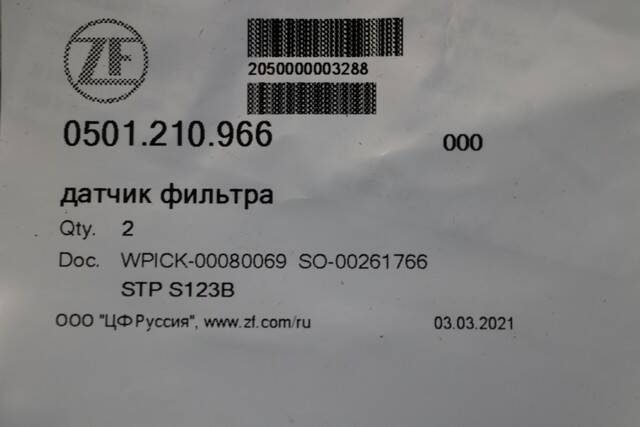 ZF
2050000003288
0501.210.966
000
датчик фильтра
Qty. 2
Doc. WPICK-00080069 SO-00261766
STP S123B
ООО "ЦФ Руссия", www.zf.com/ru 03.03.2021